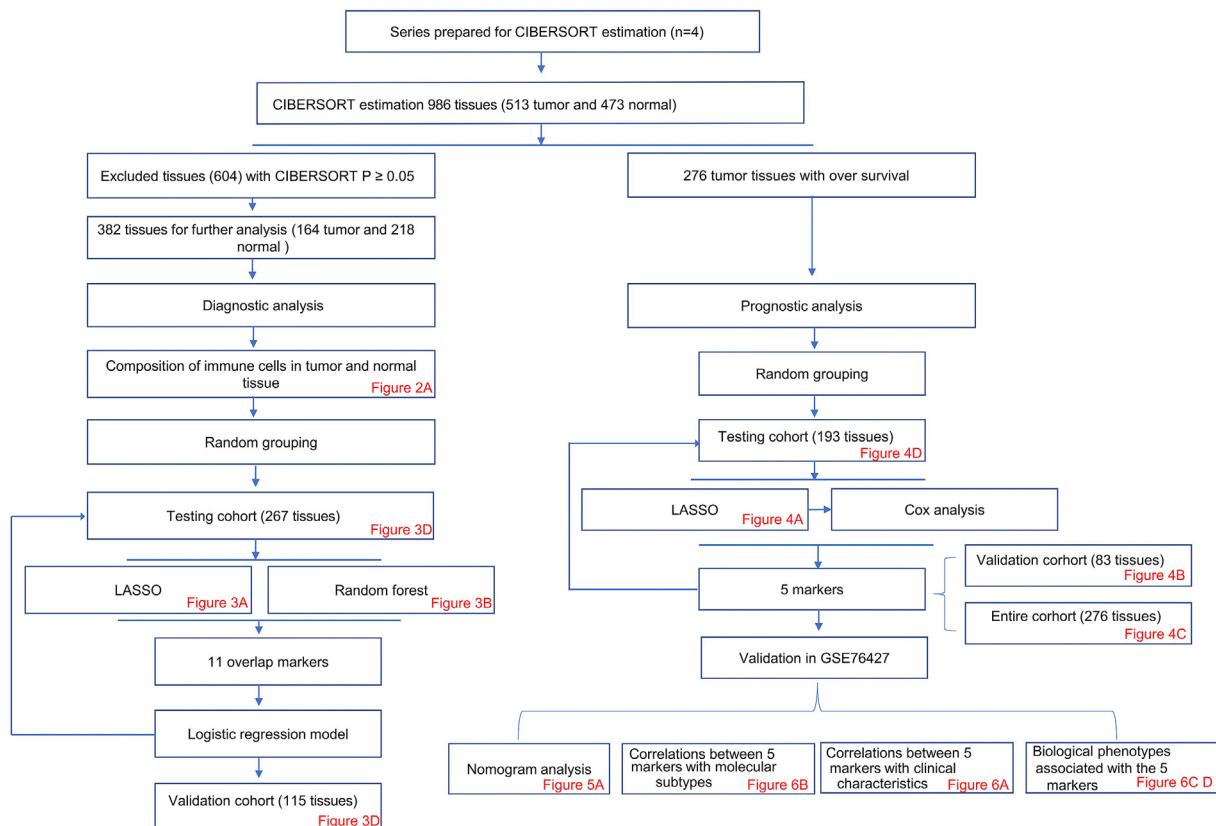 Series prepared for CIBERSORT estimation (n=4)
CIBERSORT estimation 986 tissues (513 tumor and 473 normal)
Excluded tissues (604) with CIBERSORT P ≥ 0.05
382 tissues for further analysis (164 tumor and 218
normal )
Diagnostic analysis
Composition of immune cells in tumor and normal
tissue
Figure 2A
Random grouping
Testing cohort (267 tissues)
Figure 3D
LASSO
Figure 3A
Random forest
Figure 3B
11 overlap markers
Logistic regression model
Validation cohort (115 tissues)
Figure 3D
276 tumor tissues with over survival
Prognostic analysis
Random grouping
Testing cohort (193 tissues)
Figure 4D
LASSO
Figure 4A
Cox analysis
5 markers
Validation corhort (83 tissues)
Figure 4B
Entire corhort (276 tissues)
Figure 4C
Validation in GSE76427
Nomogram analysis
Figure 5A
Correlations between 5
markers with molecular
subtypes
Figure 6B
Correlations between 5
markers with clinical
characteristics
Figure 6A
Biological phenotypes
associated with the 5
markers
Figure 6C D